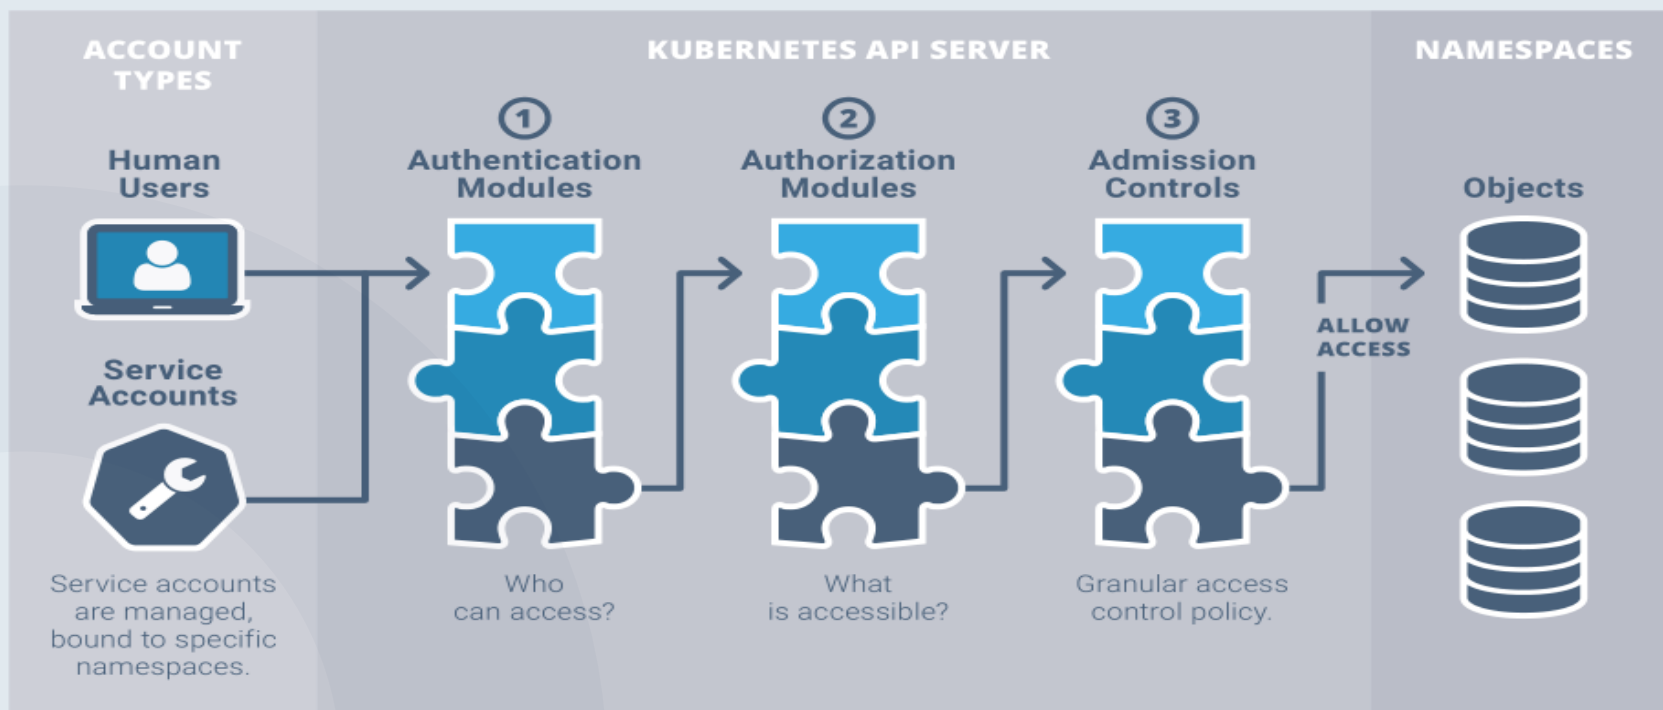 ACCOUNT
TYPES
KUBERNETES API SERVER
NAMESPACES
Human
Users
1
Authentication
Modules
2
Authorization
Modules
3
Admission
Controls
Objects
ALLOW
ACCESS
Service
Accounts
Service accounts
are managed,
bound to specific
namespaces.
Who
can access?
What
is accessible?
Granular access
control policy.